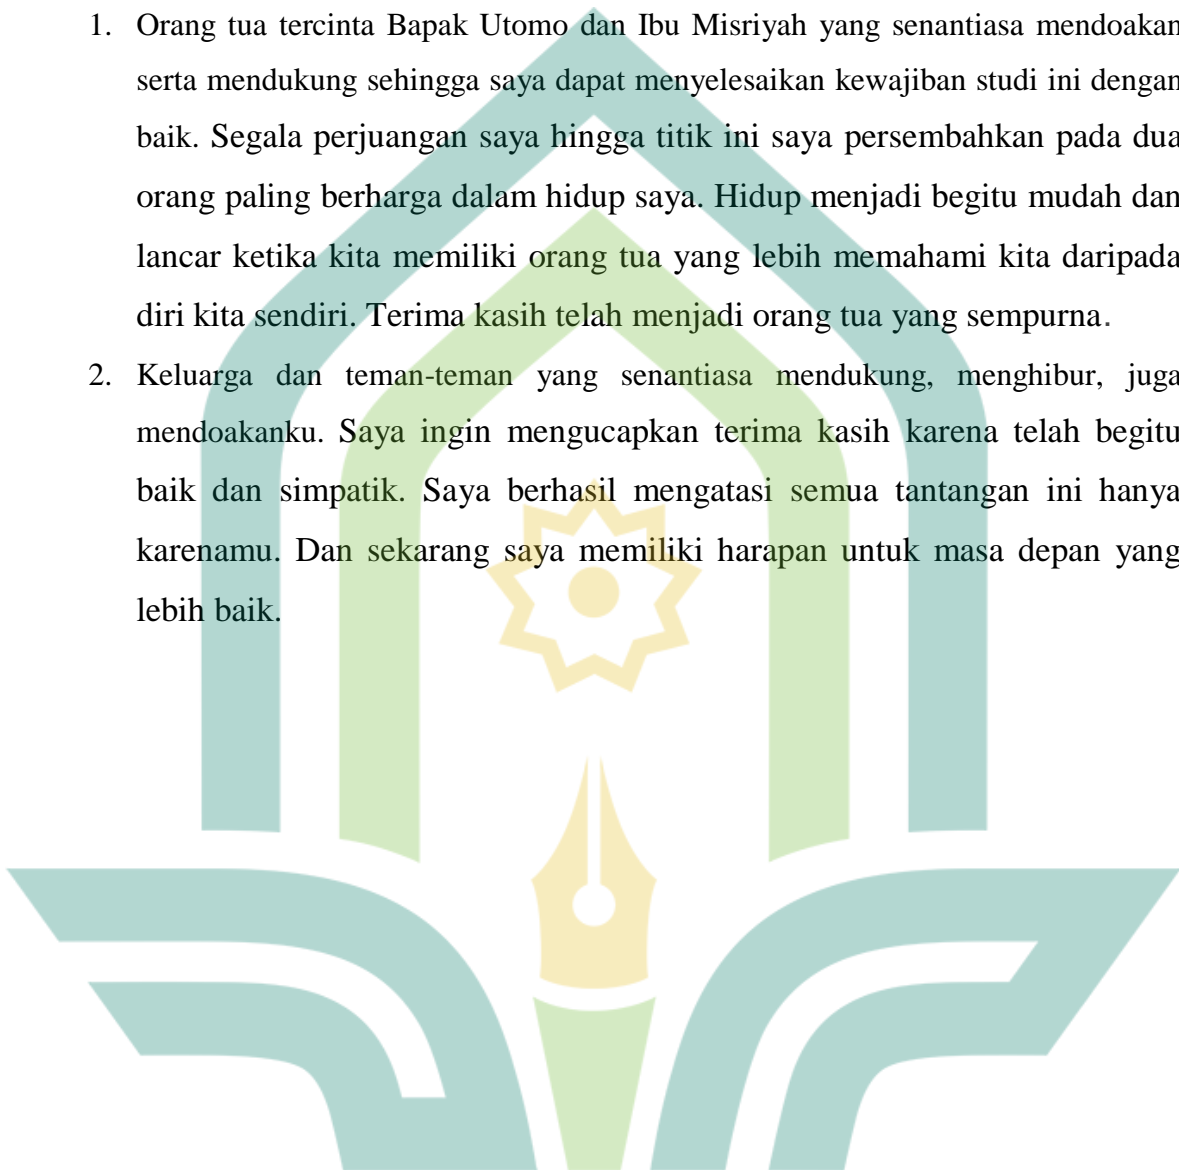 1. Orang tua tercinta Bapak Utomo dan Ibu Misriyah yang senantiasa mendoakan
serta mendukung sehingga saya dapat menyelesaikan kewajiban studi ini dengan
baik. Segala perjuangan saya hingga titik ini saya persembahkan pada dua
orang paling berharga dalam hidup saya. Hidup menjadi begitu mudah dan
lancar ketika kita memiliki orang tua yang lebih memahami kita daripada
diri kita sendiri. Terima kasih telah menjadi orang tua yang sempurna.
2. Keluarga dan teman-teman yang senantiasa mendukung, menghibur, juga
mendoakanku. Saya ingin mengucapkan terima kasih karena telah begitu
baik dan simpatik. Saya berhasil mengatasi semua tantangan ini hanya
karenamu. Dan sekarang saya memiliki harapan untuk masa depan yang
lebih baik.